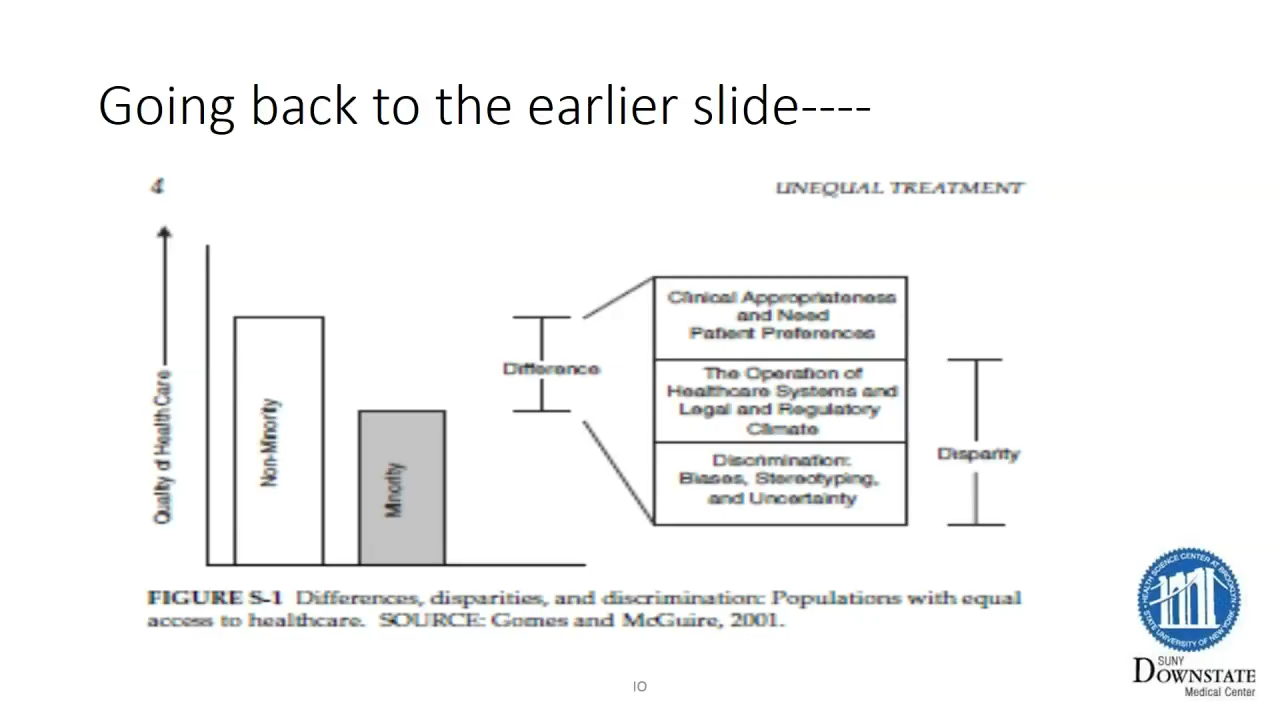 Going back to the earlier slide----
4
UNEQUAL TREATMENT
Quality of Health Care
Non-Minority
Minority
Difference
Clinical Appropriateness
and Need
Patient Preferences
The Operation of
Healthcare Systems and
Legal and Regulatory
Climate
Discrimination:
Biases, Stereotyping,
and Uncertainty
Disparity
FIGURE S-1 Differences, disparities, and discrimination: Populations with equal
access to healthcare. SOURCE: Gomes and McGuire, 2001.
10
SUNY
DOWNSTATE
Medical Center